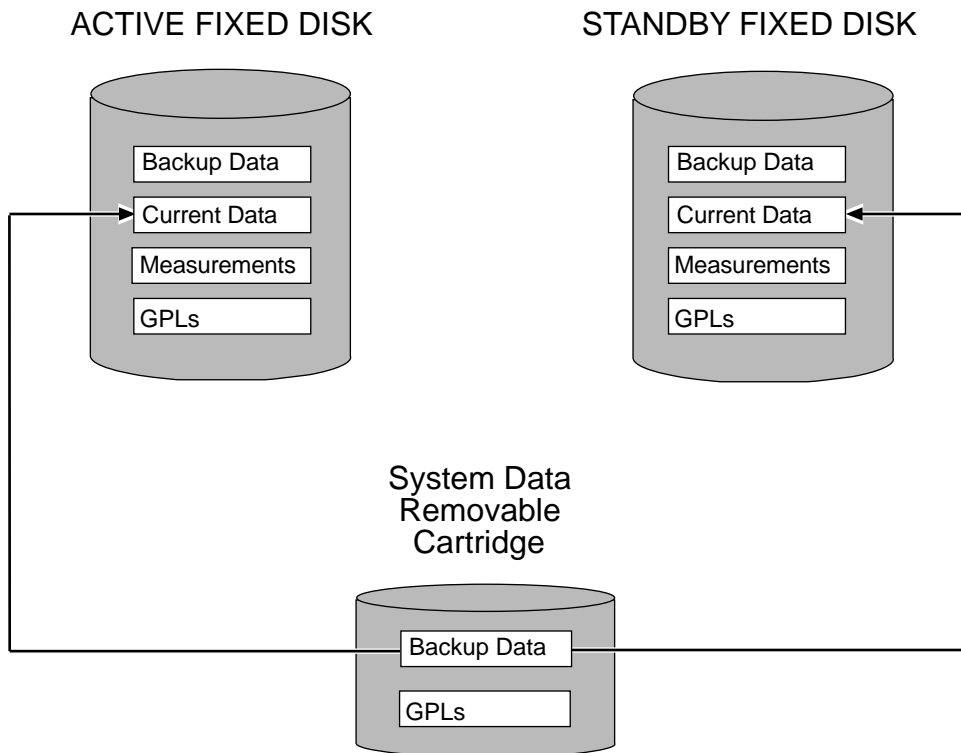 ACTIVE FIXED DISK
Backup Data
Current Data
Measurements
GPLs
STANDBY FIXED DISK
Backup Data
Current Data
Measurements
GPLs
System Data
Removable
Cartridge
Backup Data
GPLs